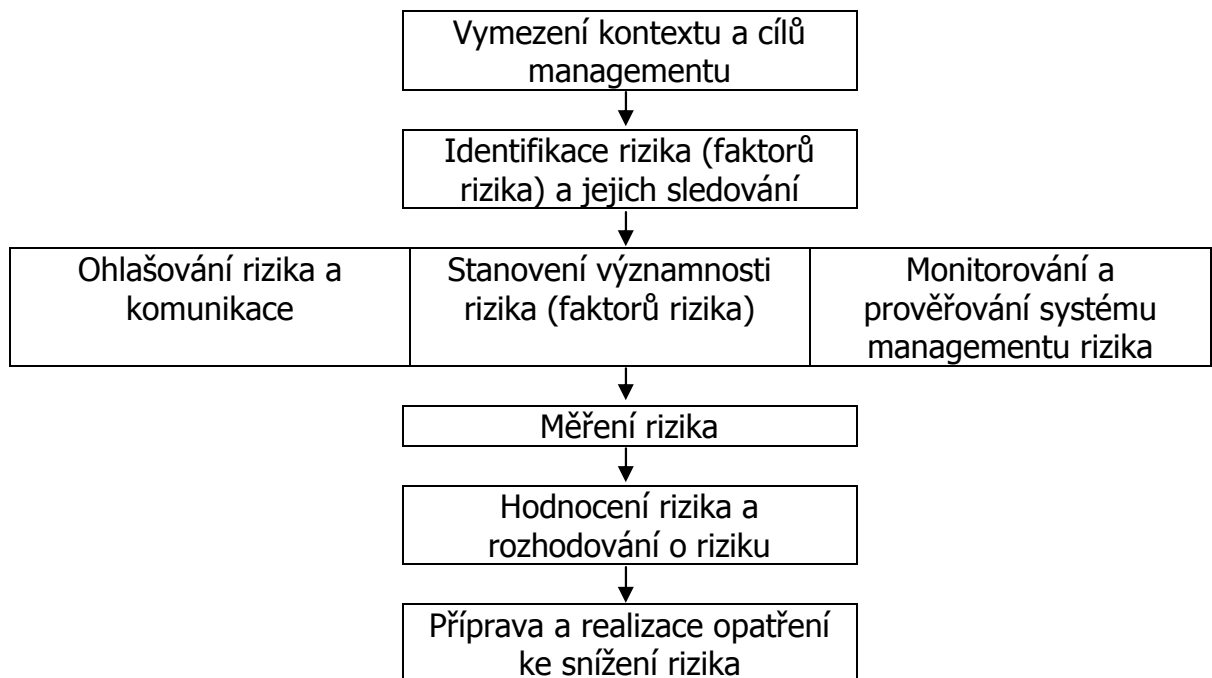 Vymezení kontextu a cílů
managementu
Identifikace rizika (faktorů
rizika) a jejich sledování
Ohlašování rizika a
komunikace
Stanovení významnosti
rizika (faktorů rizika)
Monitorování a
prověřování systému
managementu rizika
Měření rizika
Hodnocení rizika a
rozhodování o riziku
Příprava a realizace opatření
ke snížení rizika